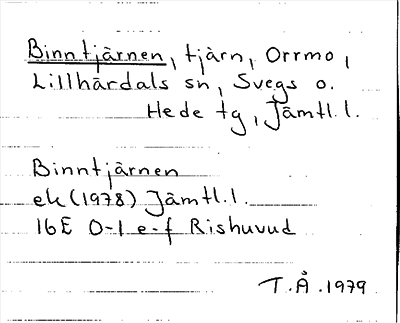 Binntjärnen, tjärn, Orrmo,
Lillhärdals sn, Svegs o.
Hede tg, Jämtl. l.
Binntjärnen
ek (1978) Jämtl. l.
16E 0-1 e-f Rishuvud
T.Å. 1979